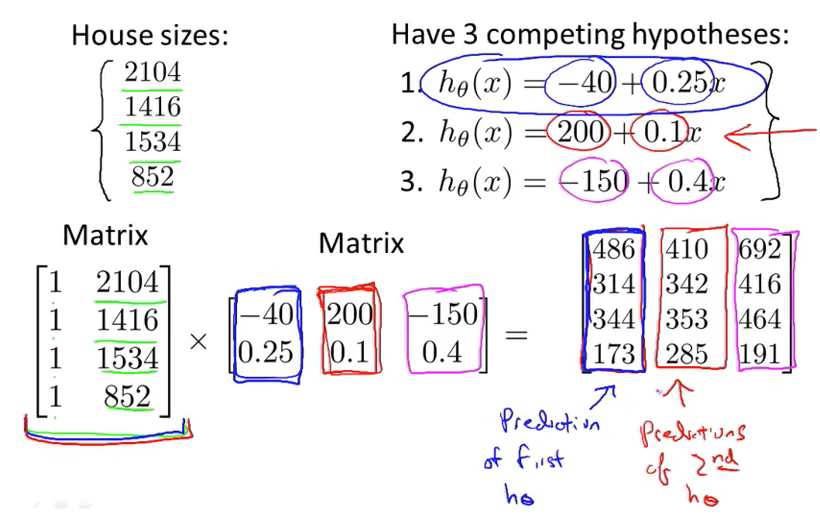 House sizes:
2104
1416
1534
852
Have 3 competing hypotheses:
1. hθ(x) = −40 + 0.25x
2. hθ(x) = 200 + 0.1x
3. hθ(x) = −150 + 0.4x
Matrix
1 2104
1 1416
1 1534
1 852
×
Matrix
−40 200 −150
0.25 0.1 0.4
=
486 410 692
314 342 416
344 353 464
173 285 191
Prediction
of first
hθ
Predictions
of 2nd
hθ